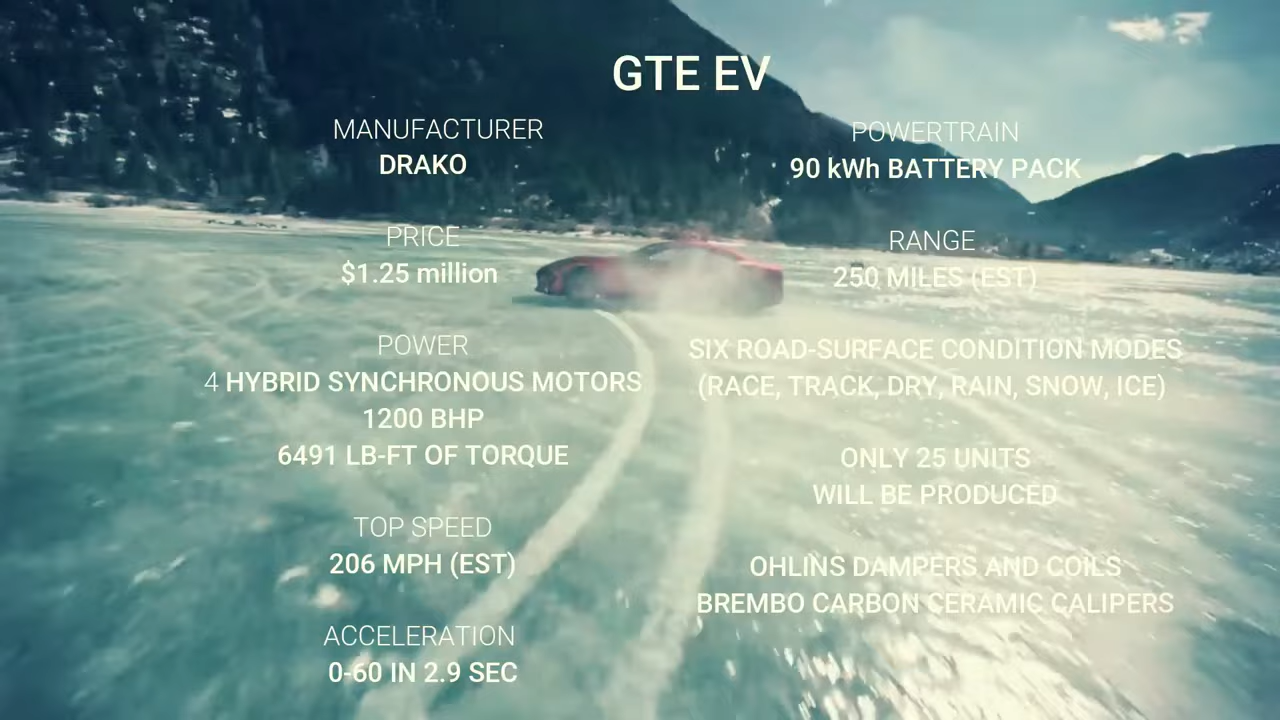 GTE EV
MANUFACTURER
DRAKO
PRICE
$1.25 million
POWER
4 HYBRID SYNCHRONOUS MOTORS
1200 BHP
6491 LB-FT OF TORQUE
TOP SPEED
206 MPH (EST)
ACCELERATION
0-60 IN 2.9 SEC
POWERTRAIN
90 kWh BATTERY PACK
RANGE
250 MILES (EST)
SIX ROAD-SURFACE CONDITION MODES
(RACE, TRACK, DRY, RAIN, SNOW, ICE)
ONLY 25 UNITS
WILL BE PRODUCED
OHLINS DAMPERS AND COILS
BREMBO CARBON CERAMIC CALIPERS